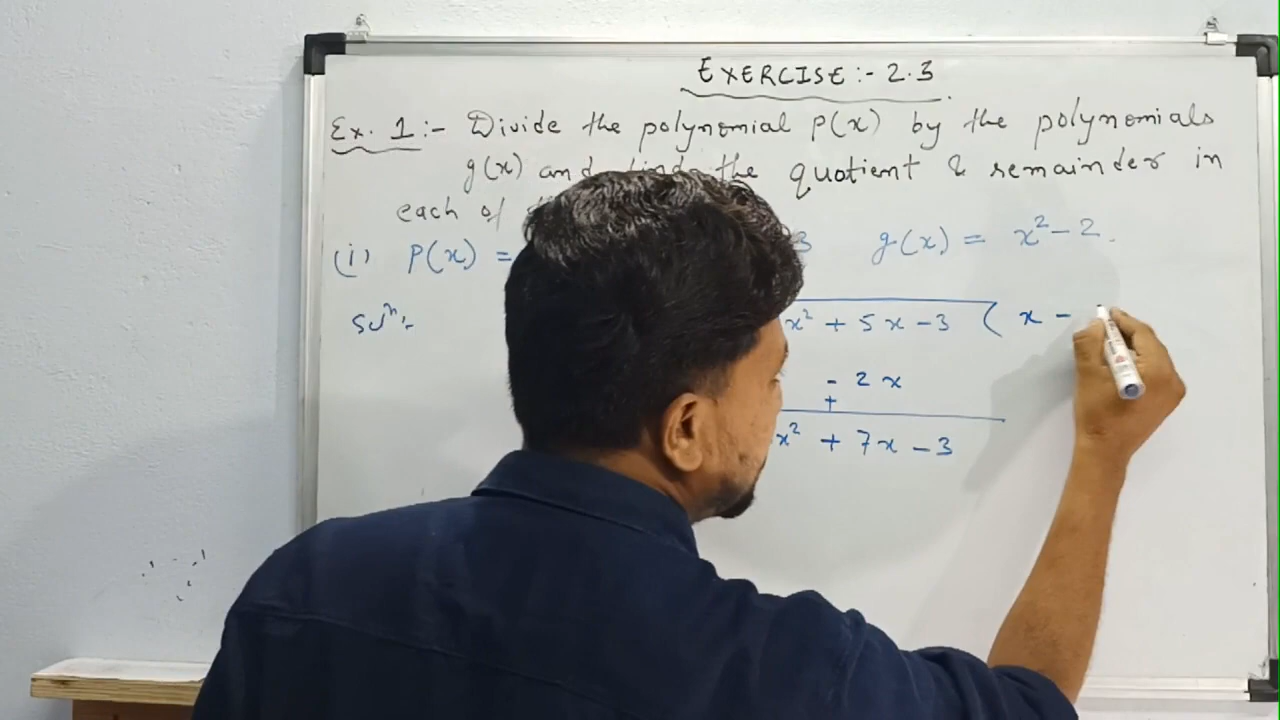 EXERCISE:- 2.3
Ex. 1:- Divide the polynomial P(x) by the polynomials
g(x) and find the quotient & remainder in
each of
(i) P(x) = 3 g(x) = x² - 2.
Solⁿ:- x² + 5x - 3 ( x -
- 2x
+
x² + 7x - 3